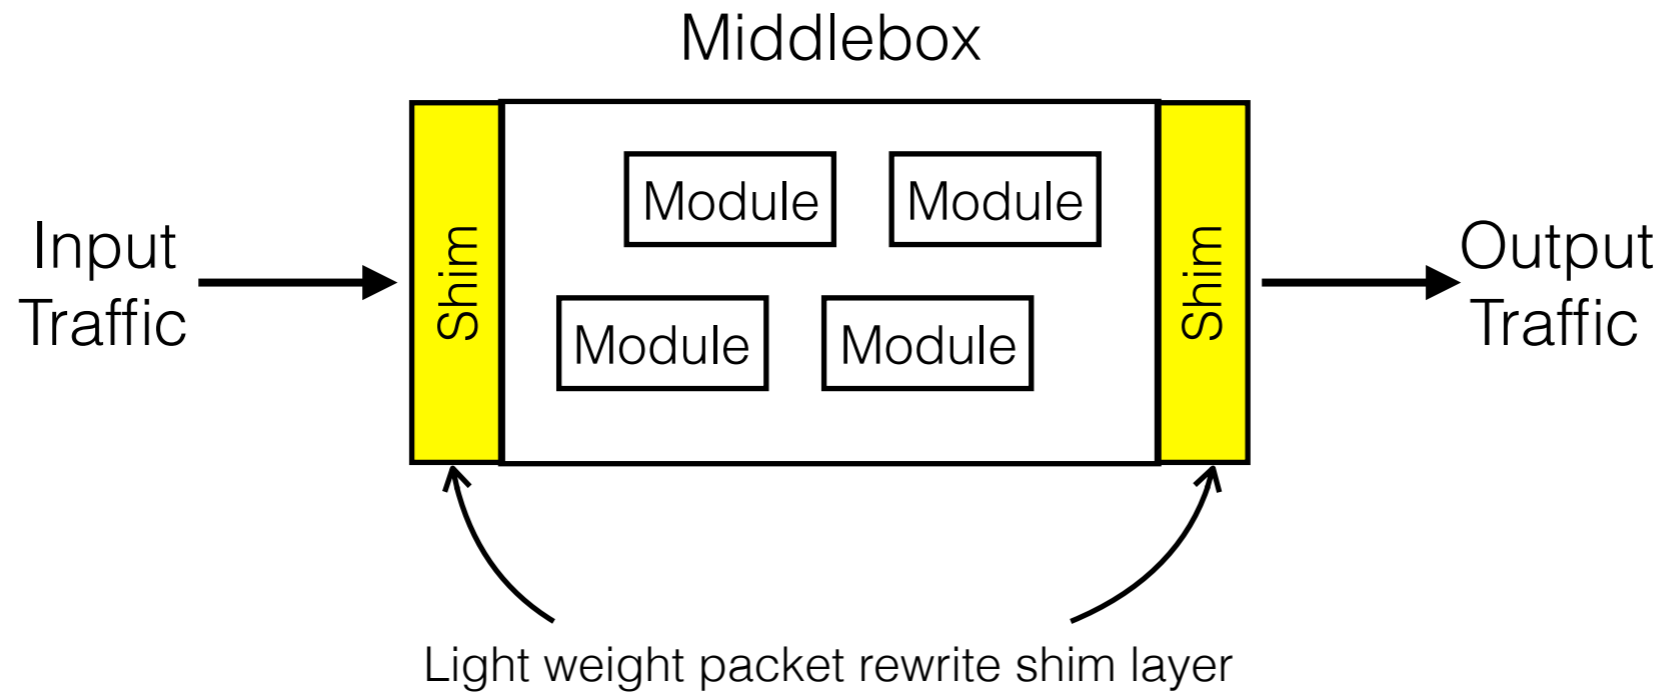 Middlebox
Input
Traffic
Shim
Module
Module
Module
Module
Shim
Output
Traffic
Light weight packet rewrite shim layer